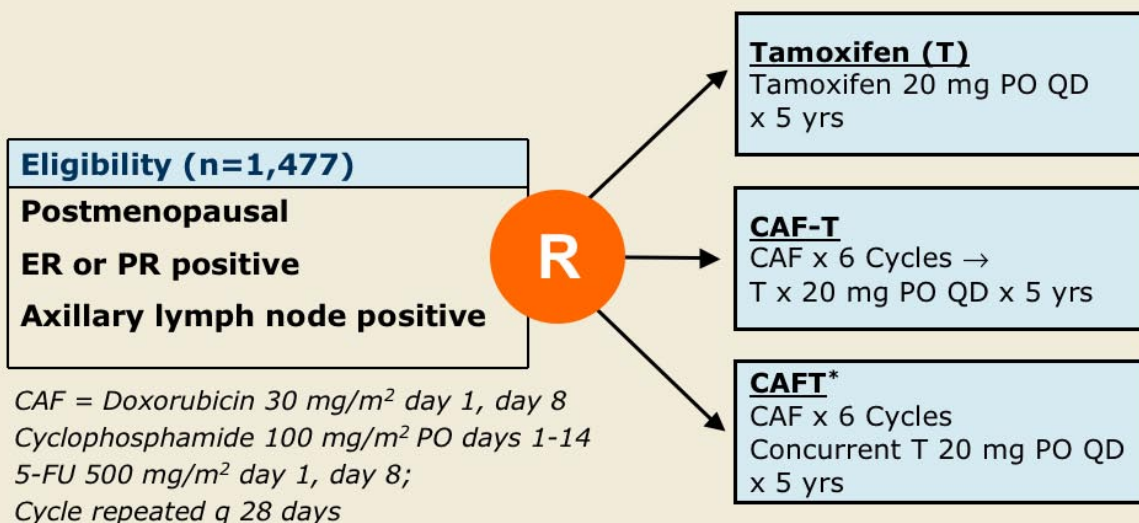 Eligibility (n=1,477)
Postmenopausal
ER or PR positive
Axillary lymph node positive
CAF = Doxorubicin 30 mg/m² day 1, day 8
Cyclophosphamide 100 mg/m² PO days 1-14
5-FU 500 mg/m² day 1, day 8;
Cycle repeated q 28 days
R
Tamoxifen (T)
Tamoxifen 20 mg PO QD
x 5 yrs
CAF-T
CAF x 6 Cycles →
T x 20 mg PO QD x 5 yrs
CAFT*
CAF x 6 Cycles
Concurrent T 20 mg PO QD
x 5 yrs